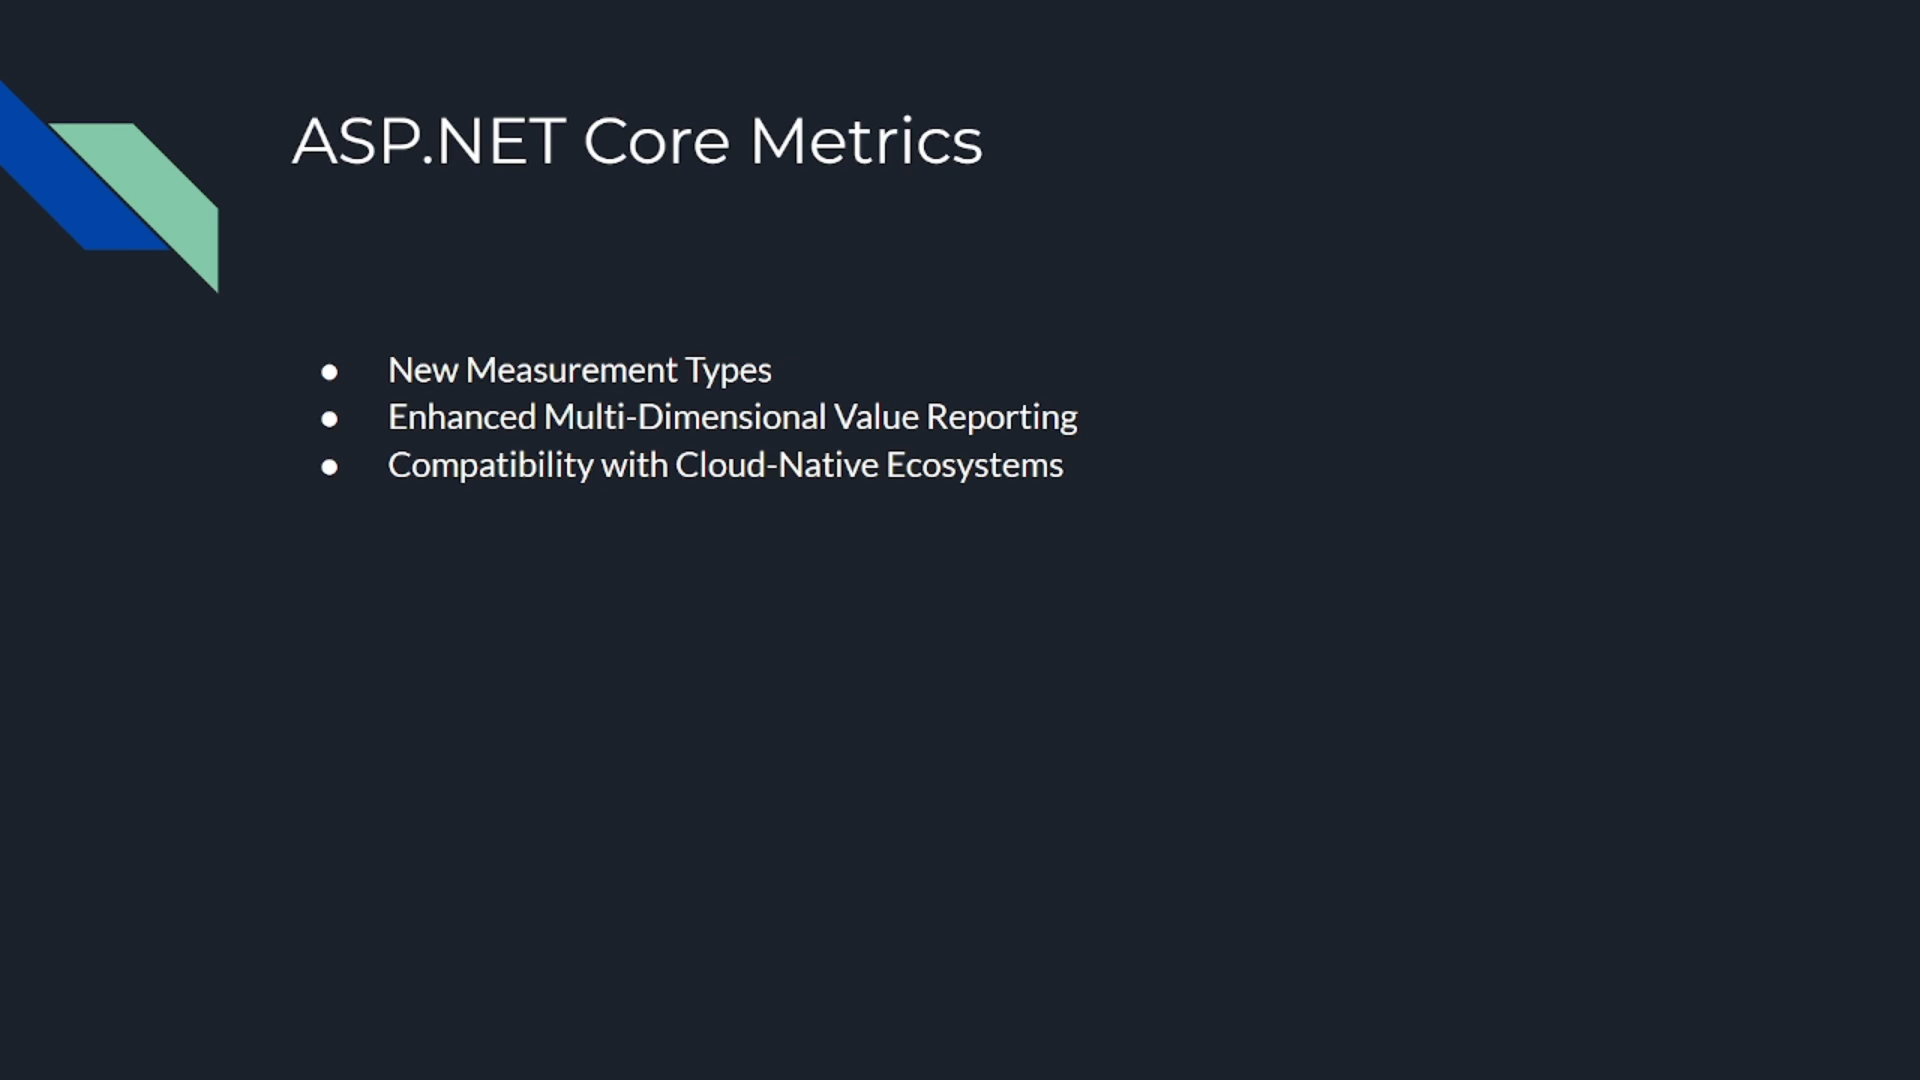 ASP.NET Core Metrics
● New Measurement Types
● Enhanced Multi-Dimensional Value Reporting
● Compatibility with Cloud-Native Ecosystems